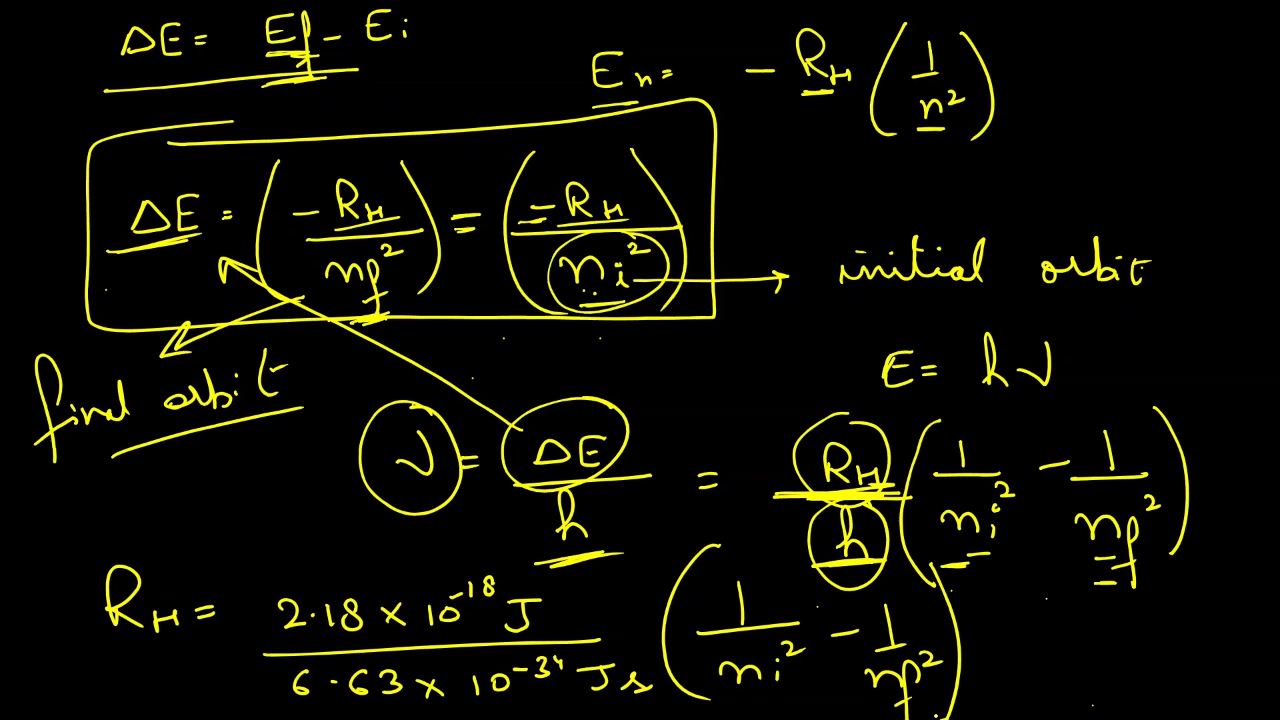 ΔE = Ef - Ei
En = - RH (1/n²)
ΔE = (-RH/nf²) = (=RH/ni²)
initial orbit
final orbit
E = hν
ν = ΔE/h = RH/h (1/ni² - 1/nf²)
RH = 2.18 × 10⁻¹⁸ J / 6.63 × 10⁻³⁴ Js (1/ni² - 1/nf²)